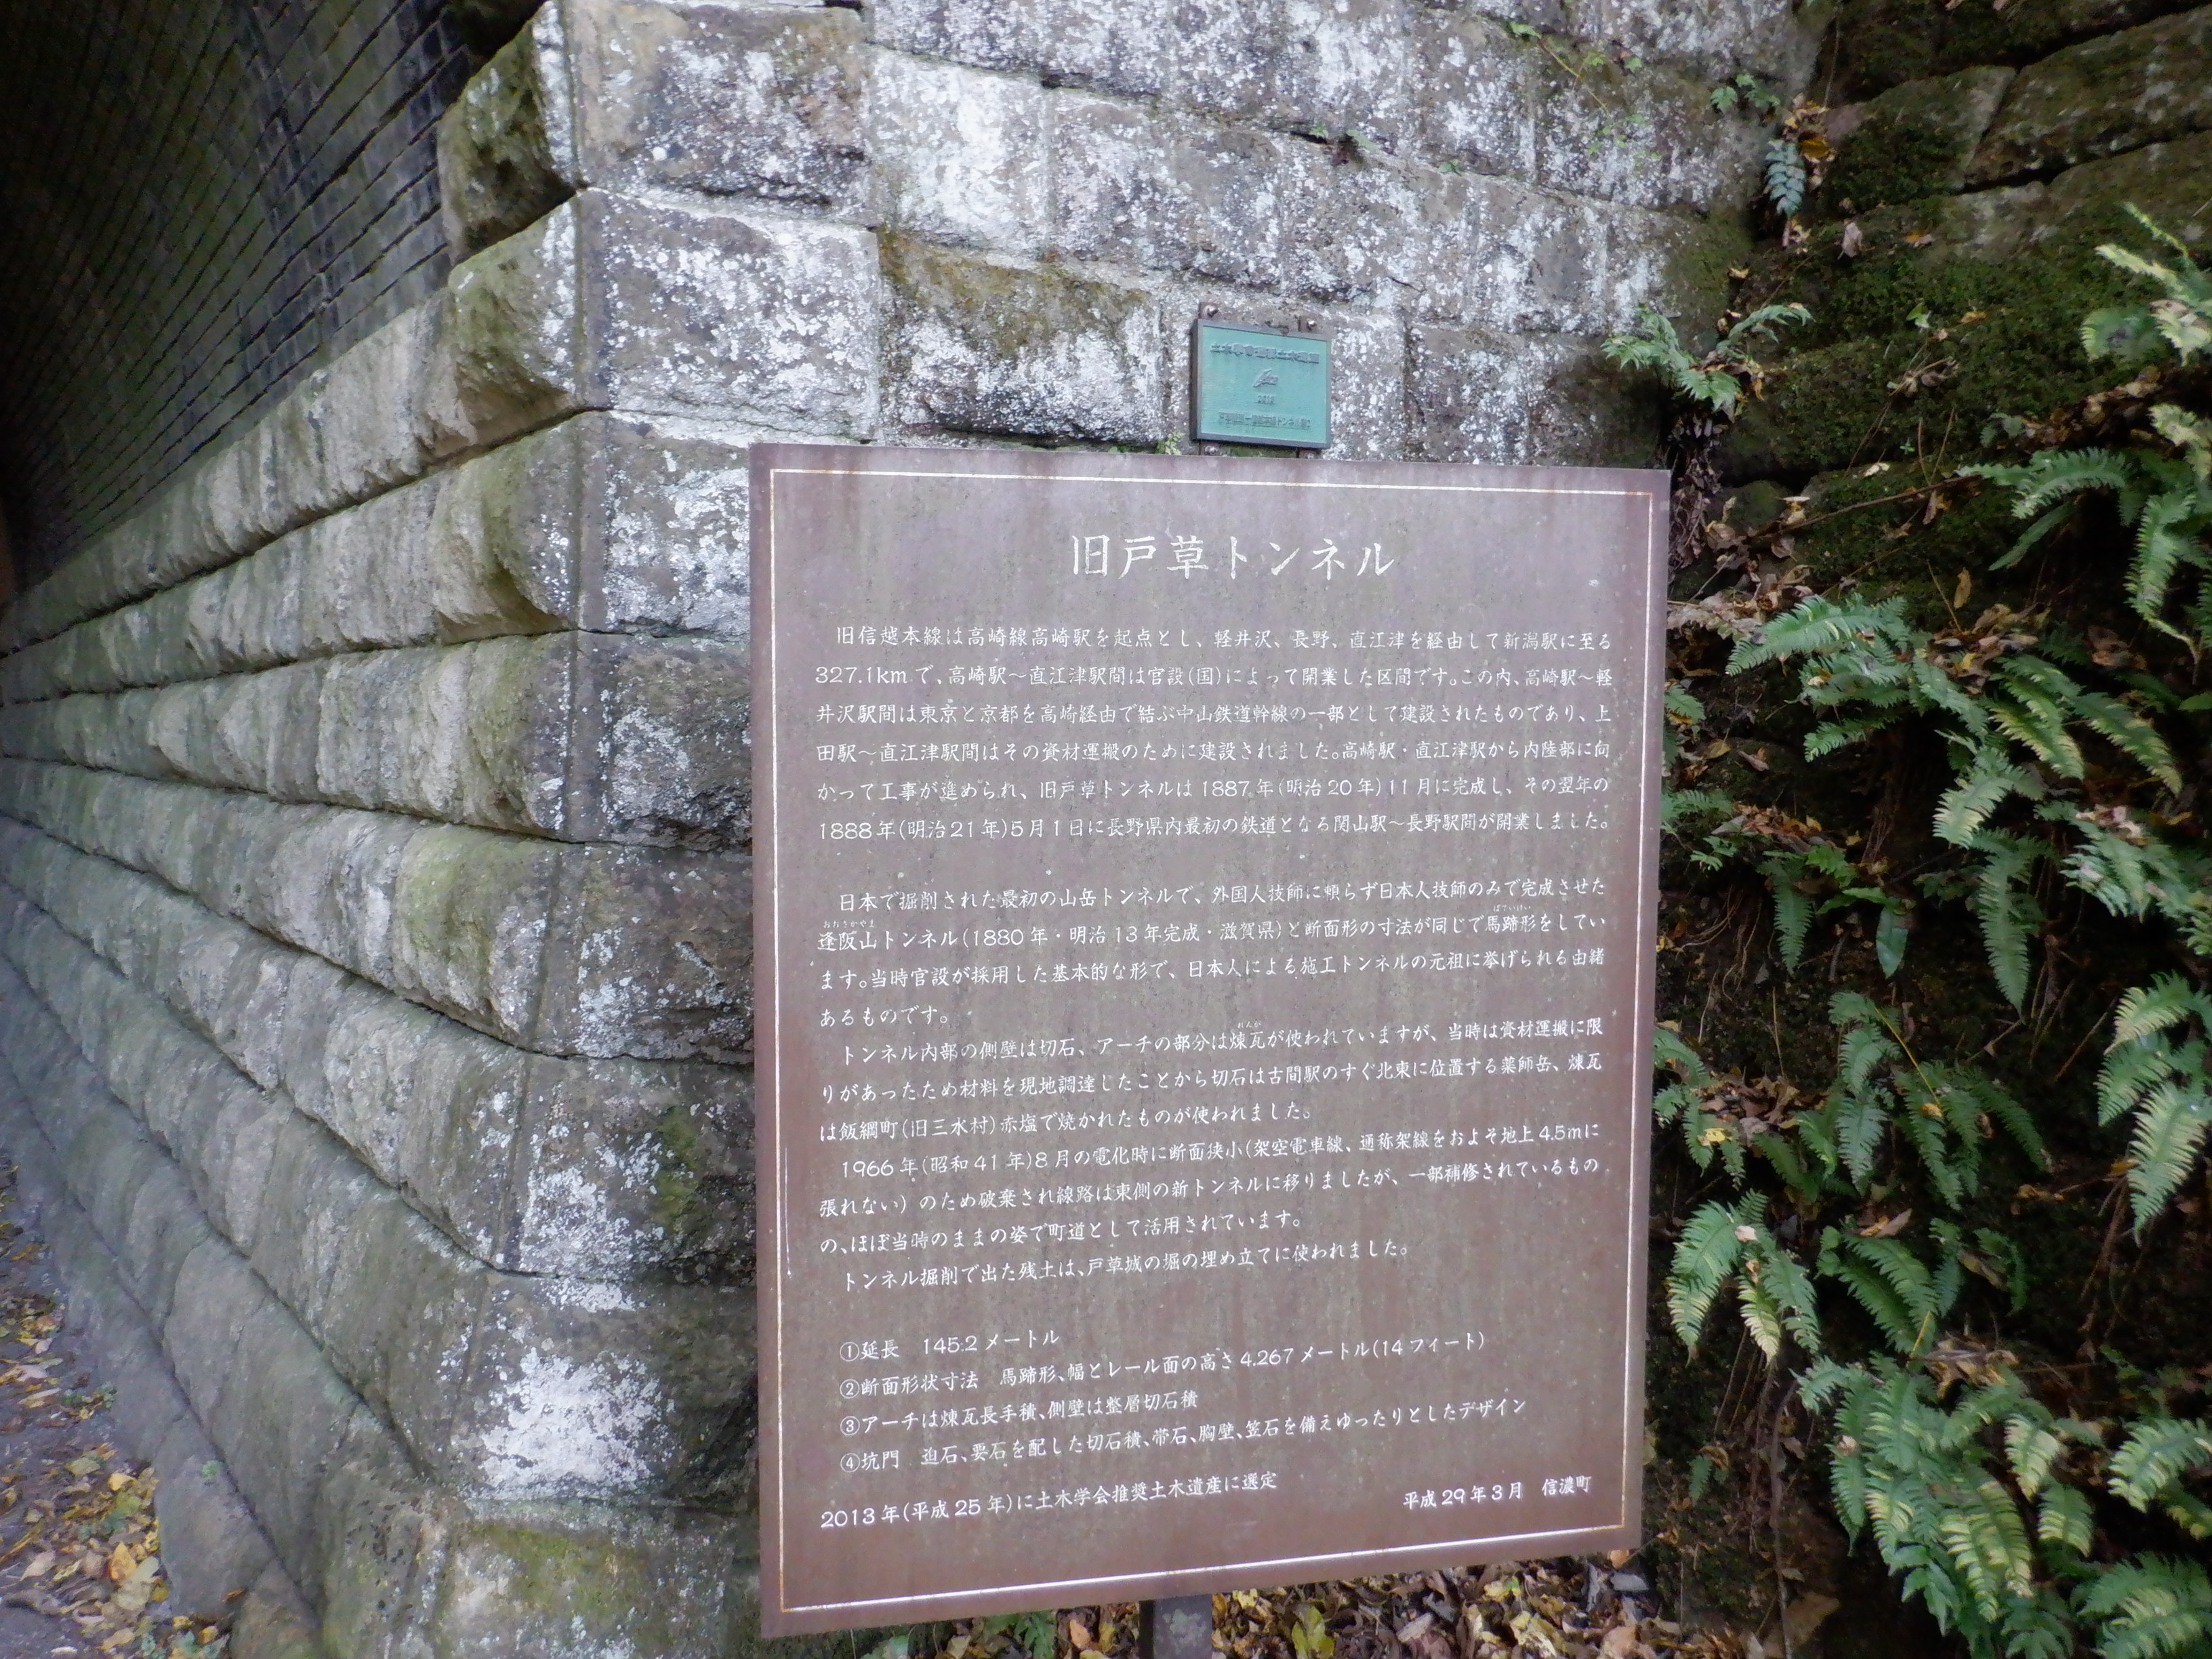 土木学会選奨土木遺産
旧戸草トンネル
旧信越本線は高崎線高崎駅を起点とし、軽井沢、長野、直江津を経由して新潟駅に至る
327.1kmで、高崎駅～直江津駅間は官設(国)によって開業した区間です。この内、高崎駅～軽
井沢駅間は東京と京都を高崎経由で結ぶ中山鉄道幹線の一部として建設されたものであり、上
田駅～直江津駅間はその資材運搬のために建設されました。高崎駅・直江津駅から内陸部に向
かって工事が進められ、旧戸草トンネルは1887年(明治20年)11月に完成し、その翌年の
1888年(明治21年)5月1日に長野県内最初の鉄道となる関山駅～長野駅間が開業しました。
日本で掘削された最初の山岳トンネルで、外国人技師に頼らず日本人技師のみで完成させた
逢阪山トンネル(1880年・明治13年完成・滋賀県)と断面形の寸法が同じで馬蹄形をしてい
ます。当時官設が採用した基本的な形で、日本人による施工トンネルの元祖に挙げられる由緒
あるものです。
トンネル内部の側壁は切石、アーチの部分は煉瓦が使われていますが、当時は資材運搬に限
りがあったため材料を現地調達したことから切石は古間駅のすぐ北東に位置する薬師岳、煉瓦
は飯綱町(旧三水村)赤塩で焼かれたものが使われました。
1966年(昭和41年)8月の電化時に断面狭小(架空電車線、通称架線をおよそ地上4.5mに
張れない）のため破棄され線路は東側の新トンネルに移りましたが、一部補修されているもの
の、ほぼ当時のままの姿で町道として活用されています。
トンネル掘削で出た残土は、戸草城の堀の埋め立てに使われました。
①延長　145.2メートル
②断面形状寸法　馬蹄形、幅とレール面の高さ4.267メートル(14フィート)
③アーチは煉瓦長手積、側壁は整層切石積
④坑門　迫石、要石を配した切石積、帯石、胸壁、笠石を備えゆったりとしたデザイン
2013年(平成25年)に土木学会推奨土木遺産に選定
平成29年3月　信濃町